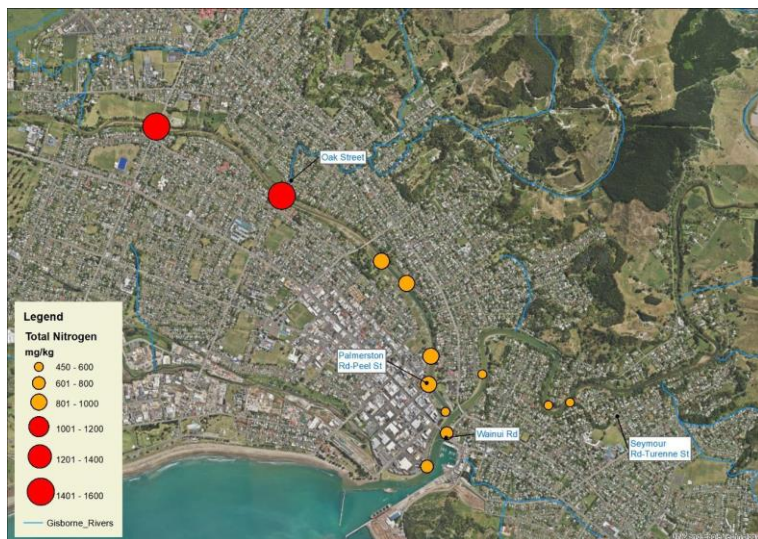 Oak Street
Palmerston
Rd-Peel St
Wainui Rd
Seymour
Rd-Turenne St
Legend
Total Nitrogen
mg/kg
450 - 600
601 - 800
801 - 1000
1001 - 1200
1201 - 1400
1401 - 1600
Gisborne_Rivers